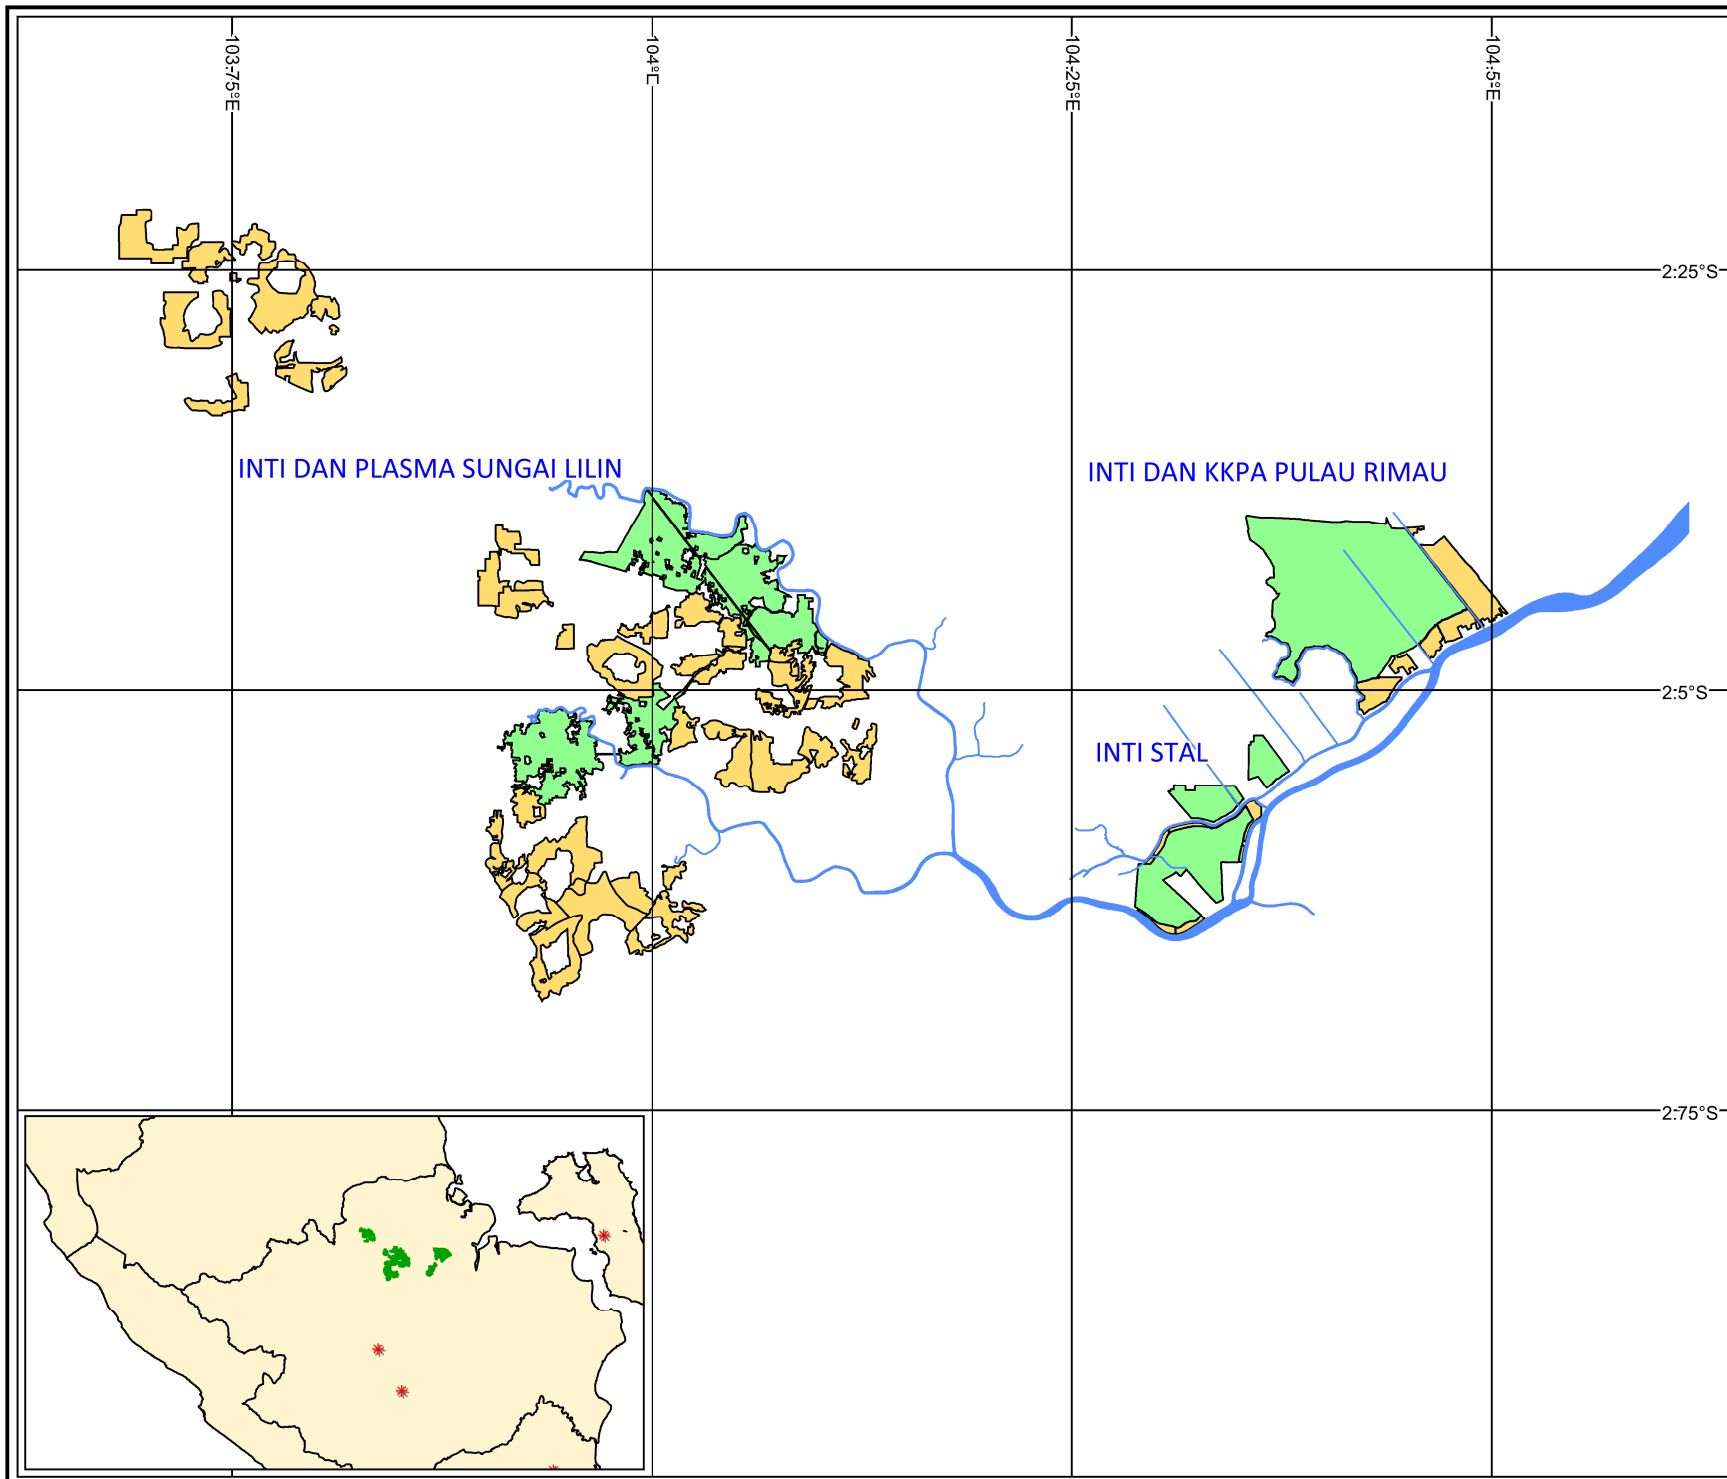 103.75°E
104°E
104.25°E
104.5°E
2.25°S
INTI DAN PLASMA SUNGAI LILIN
INTI DAN KKPA PULAU RIMAU
2.5°S
INTI STAL
2.75°S